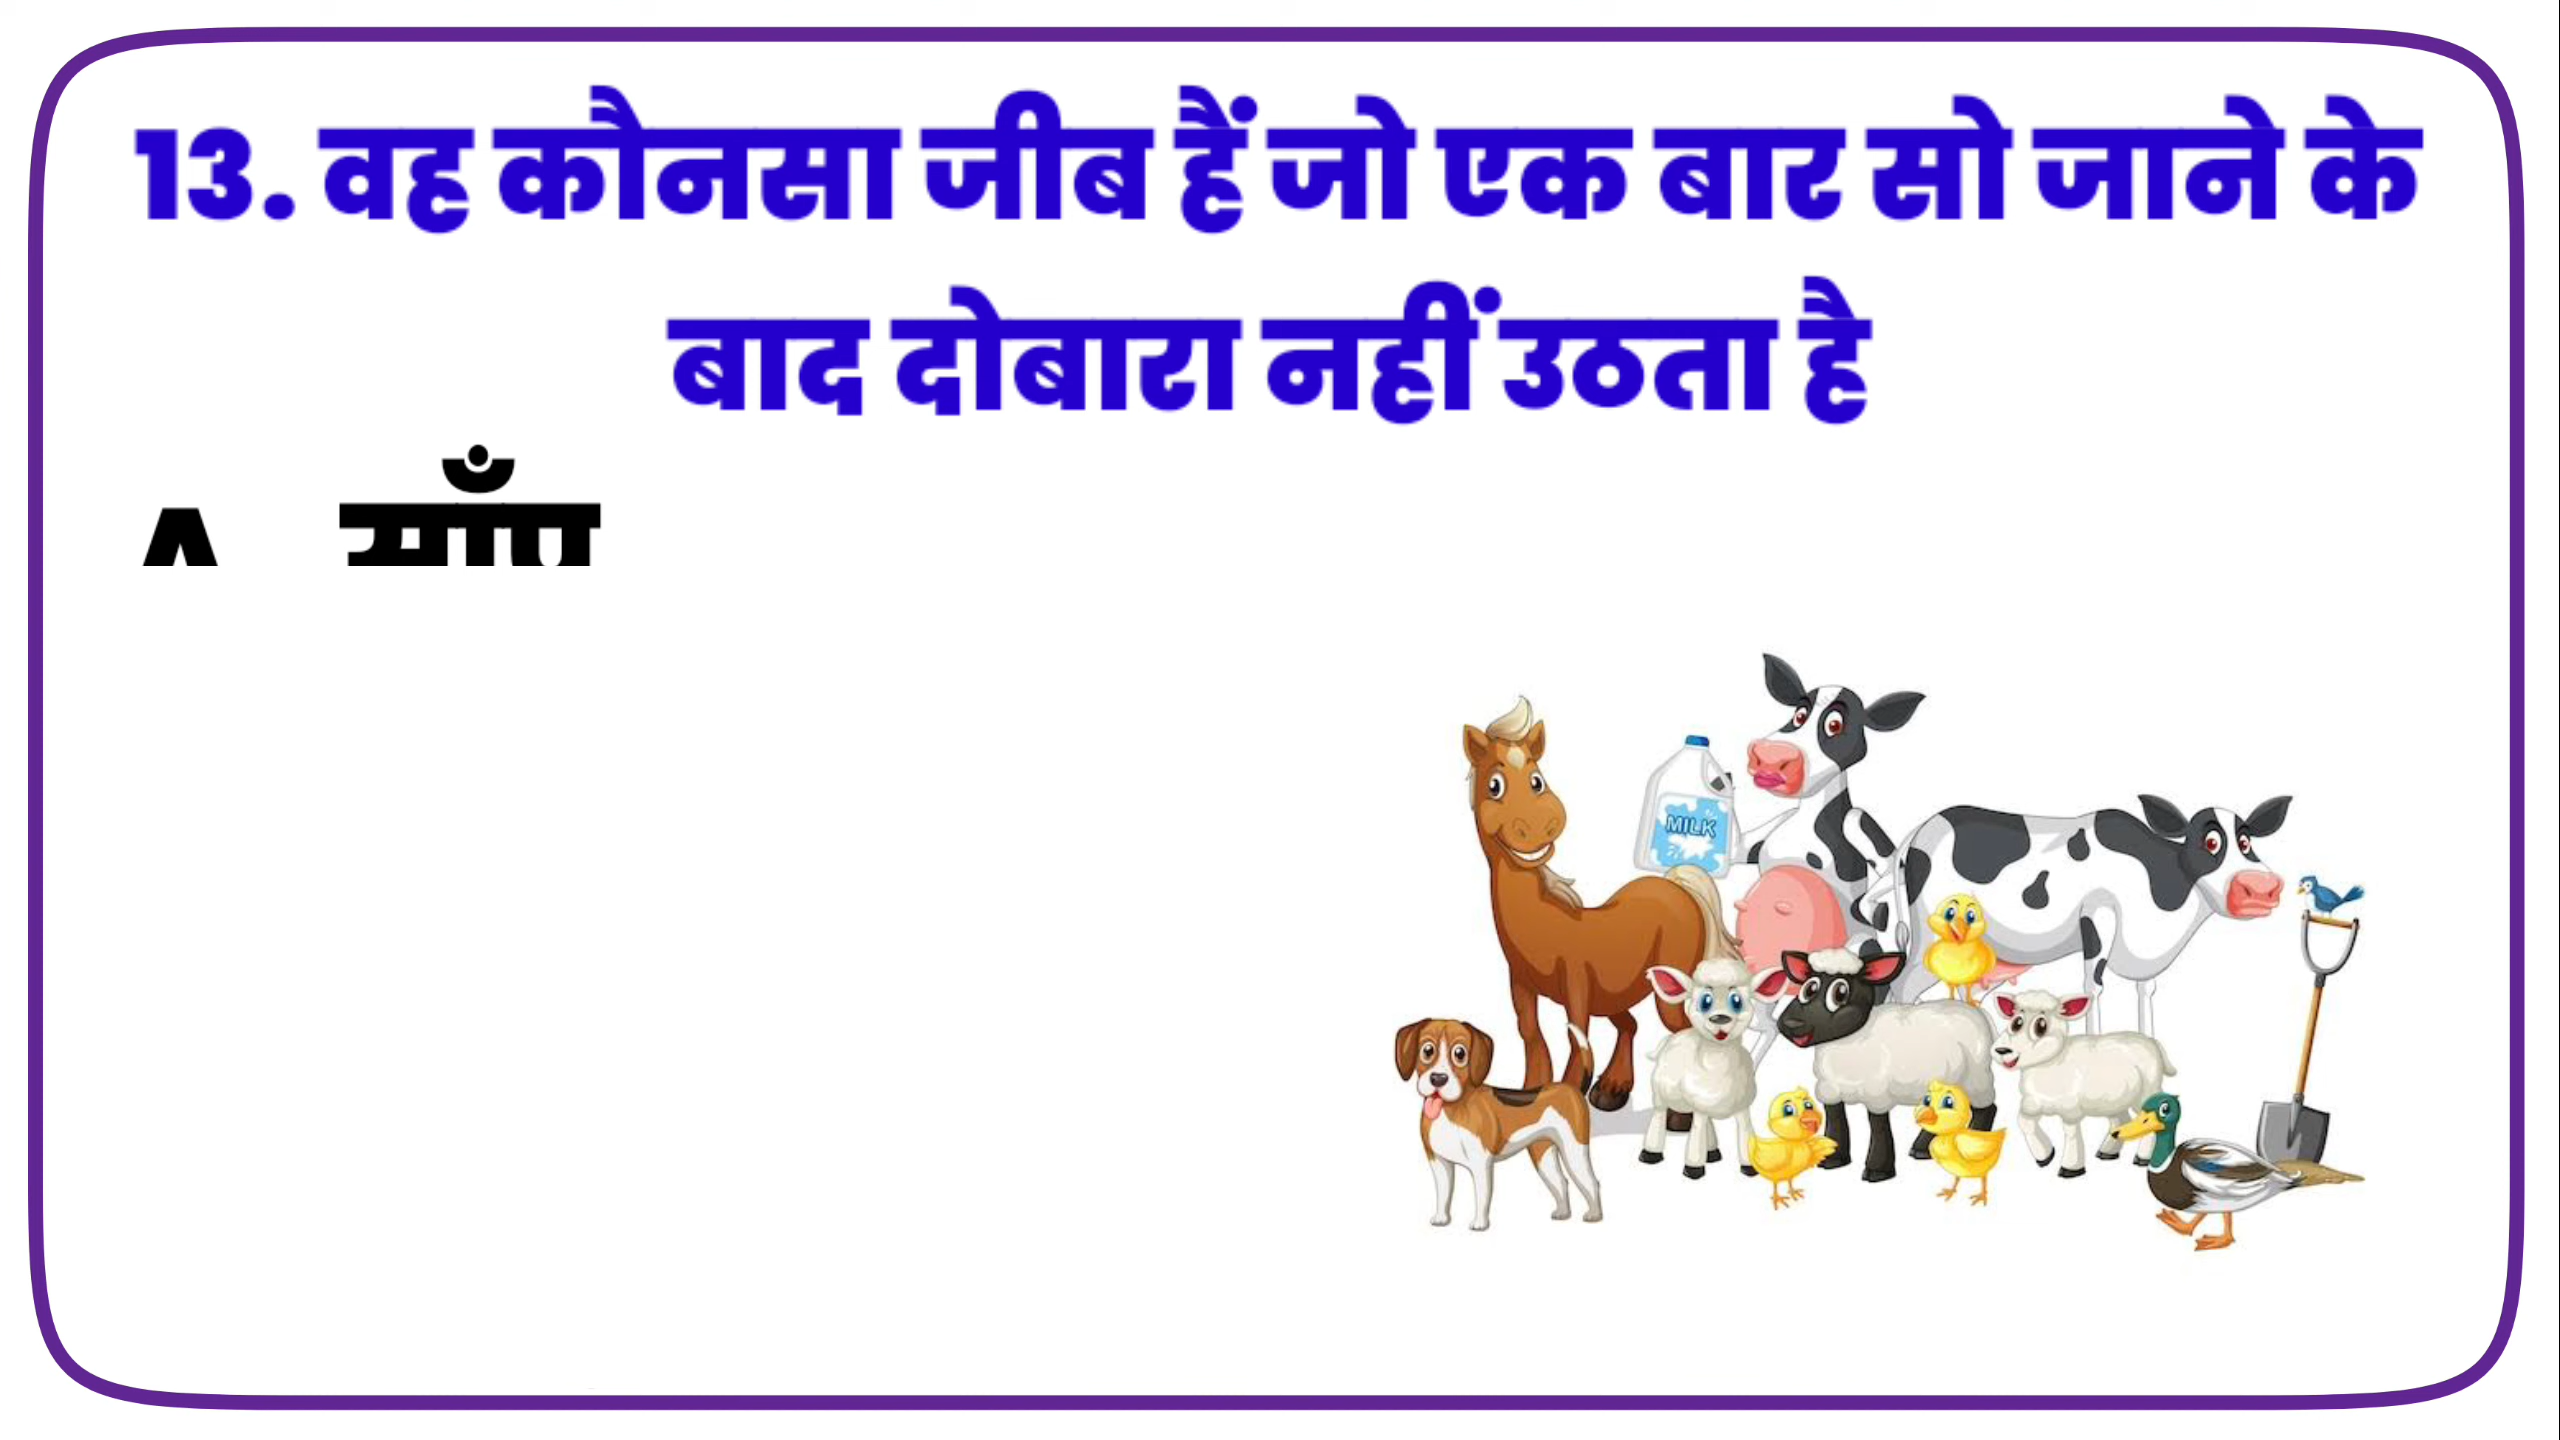 13. वह कौनसा जीब हैं जो एक बार सो जाने के
बाद दोबारा नहीं उठता है
A. साँप
MILK